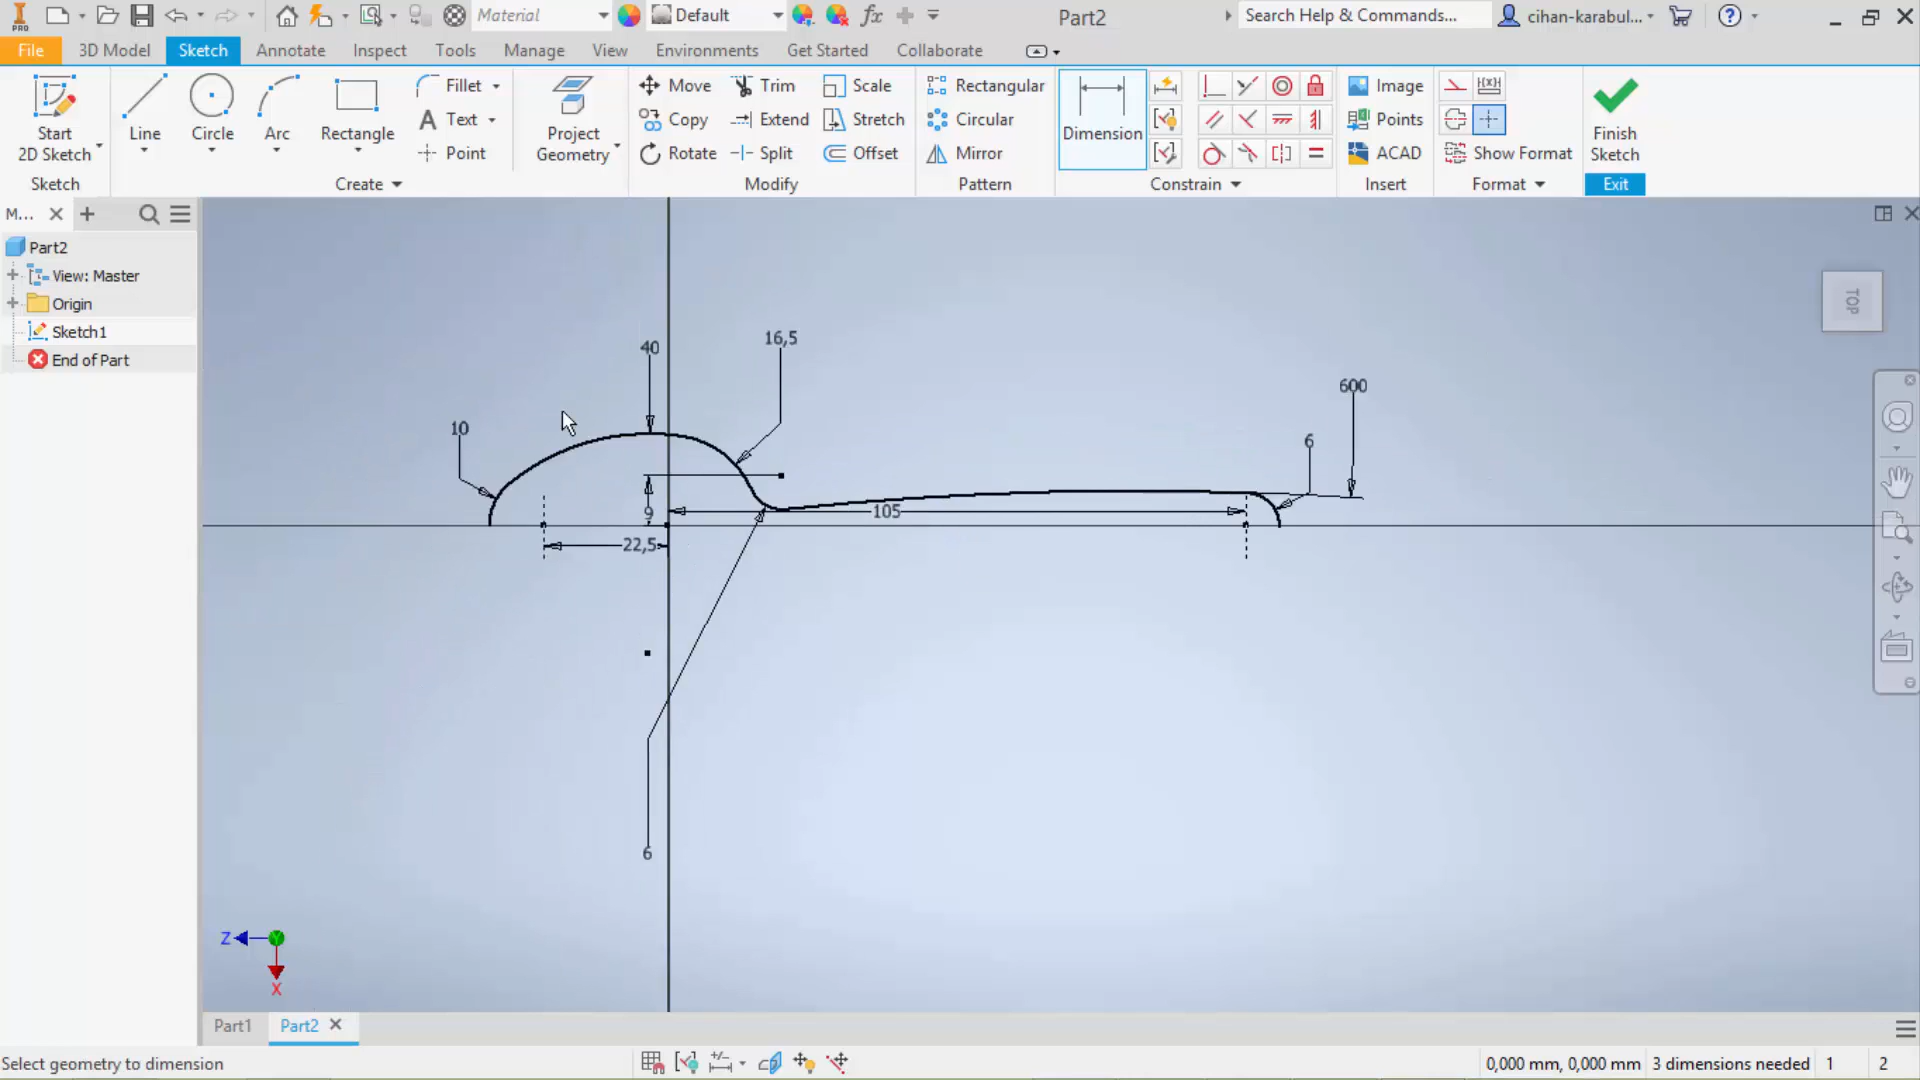 PRO
Material
Default
fx
Part2
Search Help & Commands...
cihan-karabul...
File
3D Model
Sketch
Annotate
Inspect
Tools
Manage
View
Environments
Get Started
Collaborate
Start
2D Sketch
Line
Circle
Arc
Rectangle
Fillet
Text
Point
Project
Geometry
Move
Copy
Rotate
Trim
Extend
Split
Scale
Stretch
Offset
Rectangular
Circular
Mirror
Dimension
Image
Points
ACAD
Show Format
Finish
Sketch
Sketch
Create
Modify
Pattern
Constrain
Insert
Format
Exit
M...
Part2
View: Master
Origin
Sketch1
End of Part
TOP
40
16,5
600
10
6
9
105
22,5
6
Z
X
Part1
Part2
Select geometry to dimension
0,000 mm, 0,000 mm
3 dimensions needed
1
2